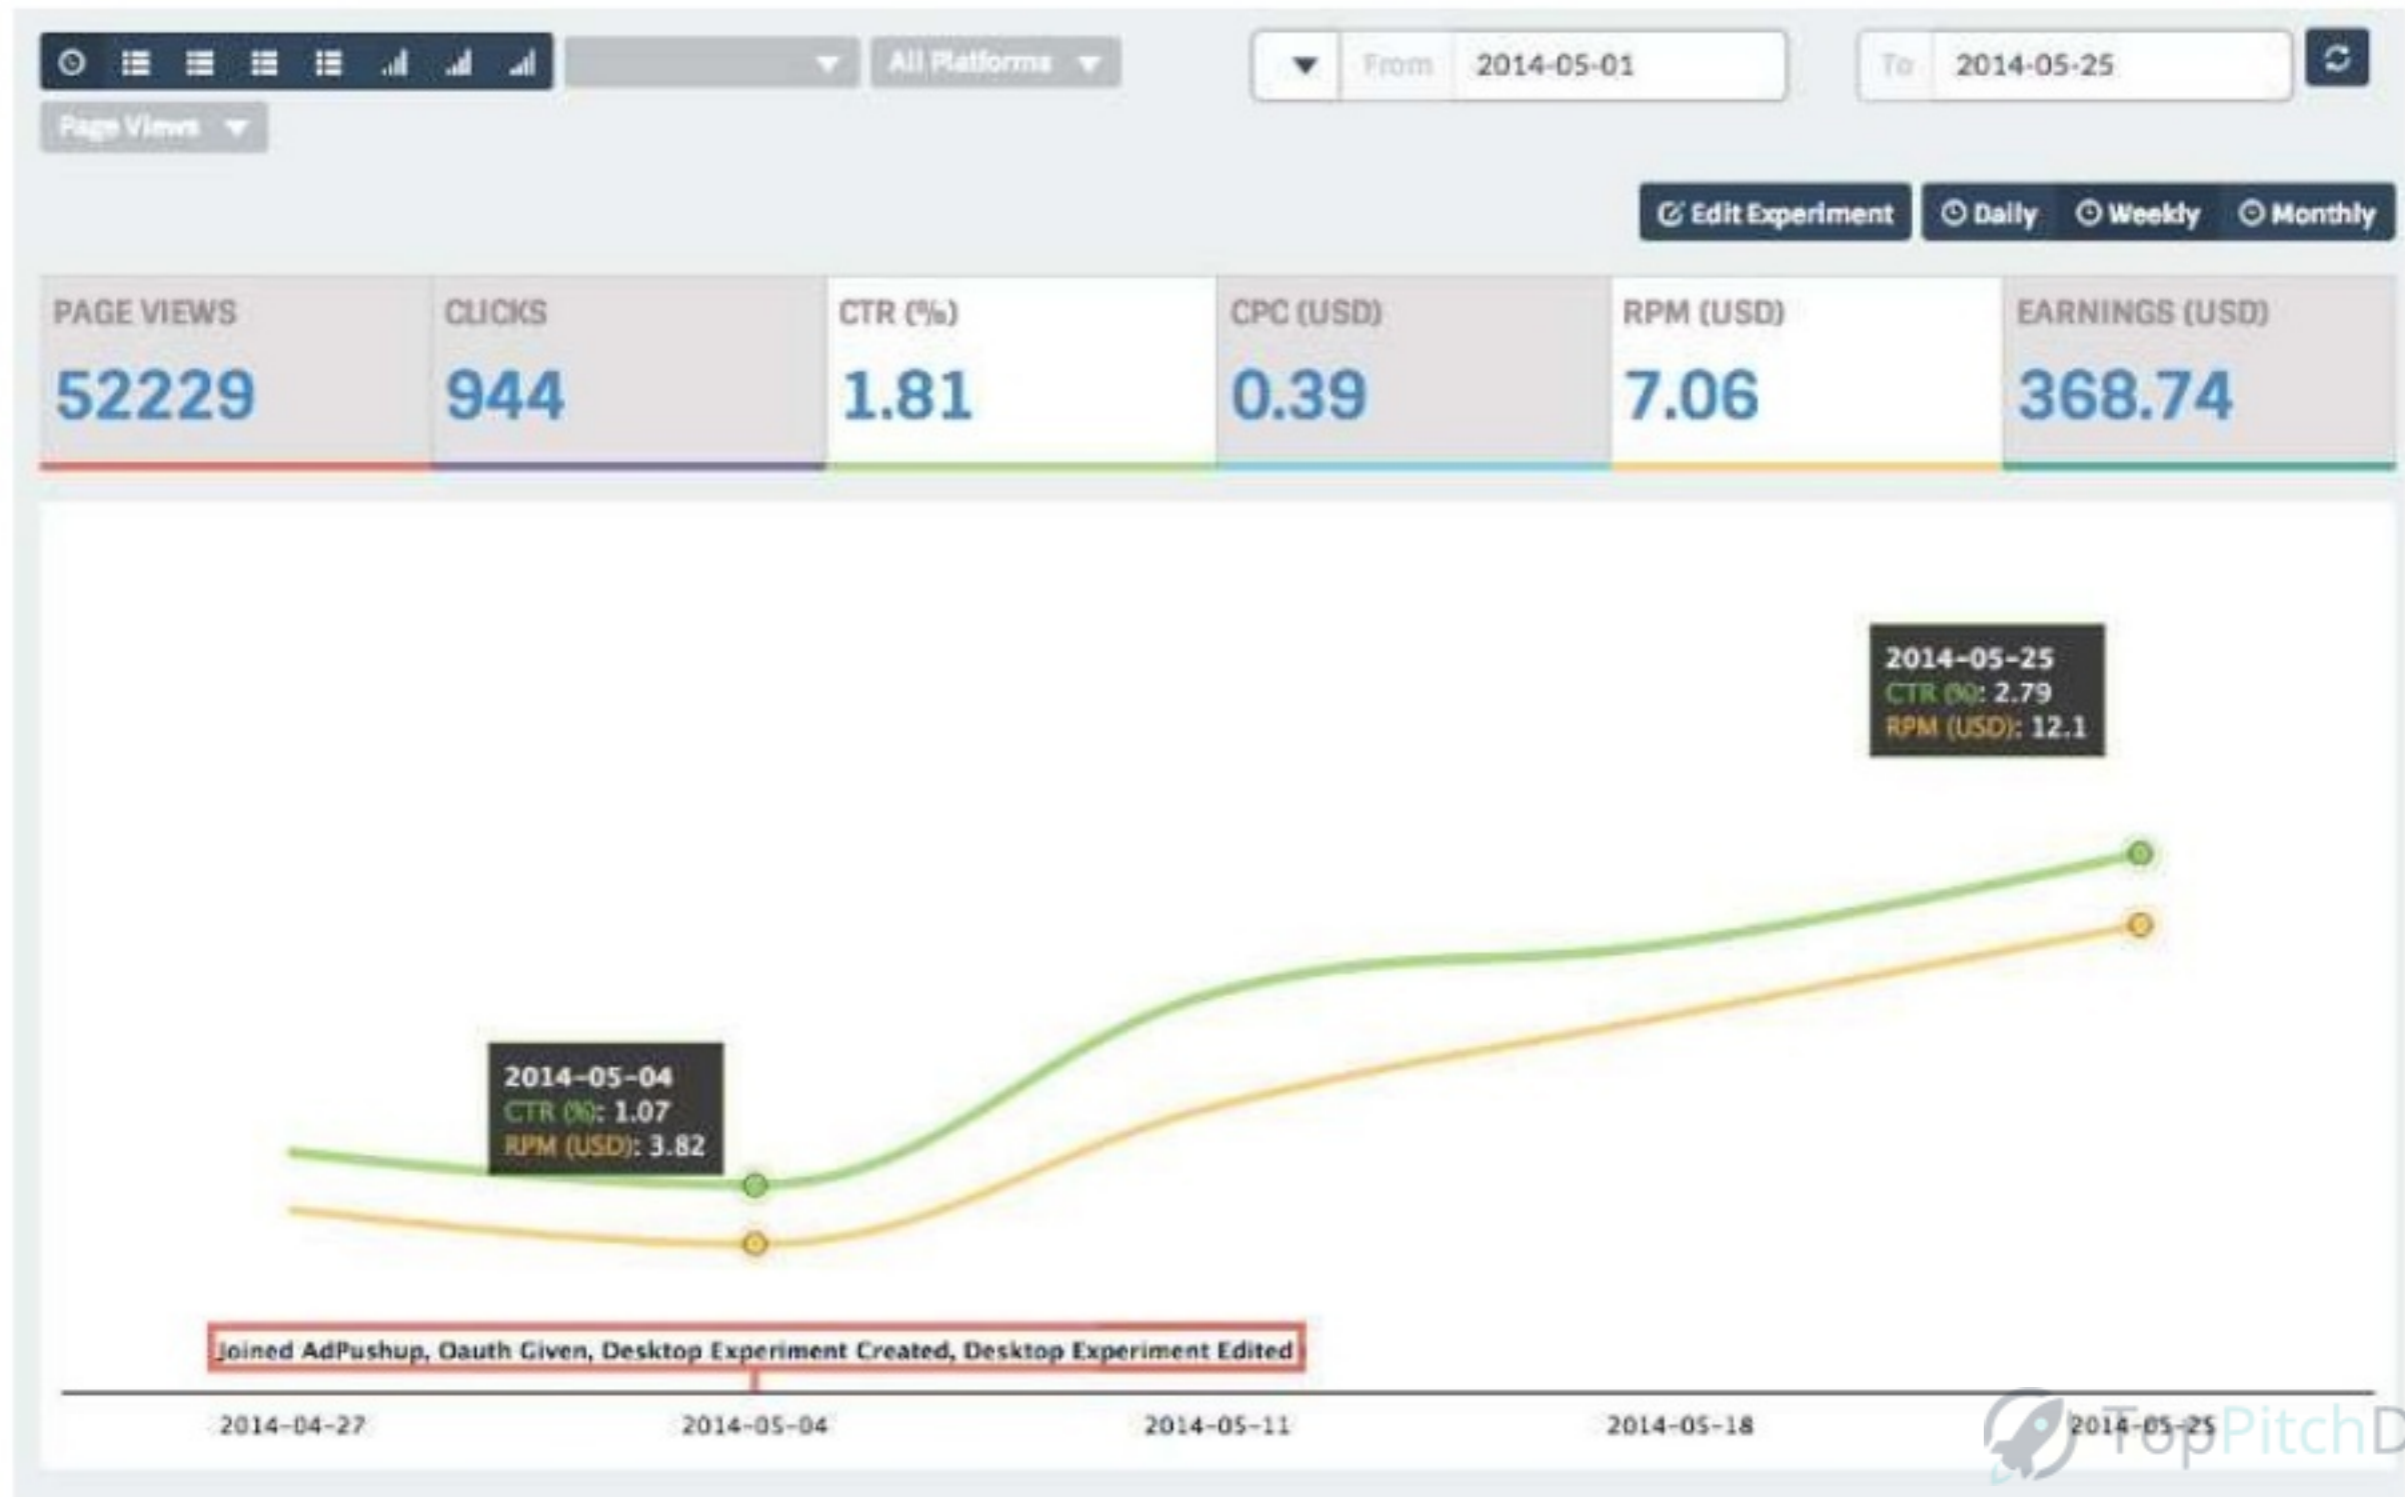 All Platforms
From 2014-05-01
To 2014-05-25
Page Views
Edit Experiment
Daily
Weekly
Monthly
PAGE VIEWS
52229
CLICKS
944
CTR (%)
1.81
CPC (USD)
0.39
RPM (USD)
7.06
EARNINGS (USD)
368.74
2014-05-25
CTR (%): 2.79
RPM (USD): 12.1
2014-05-04
CTR (%): 1.07
RPM (USD): 3.82
Joined AdPushup, Oauth Given, Desktop Experiment Created, Desktop Experiment Edited
2014-04-27
2014-05-04
2014-05-11
2014-05-18
2014-05-25
TopPitchD